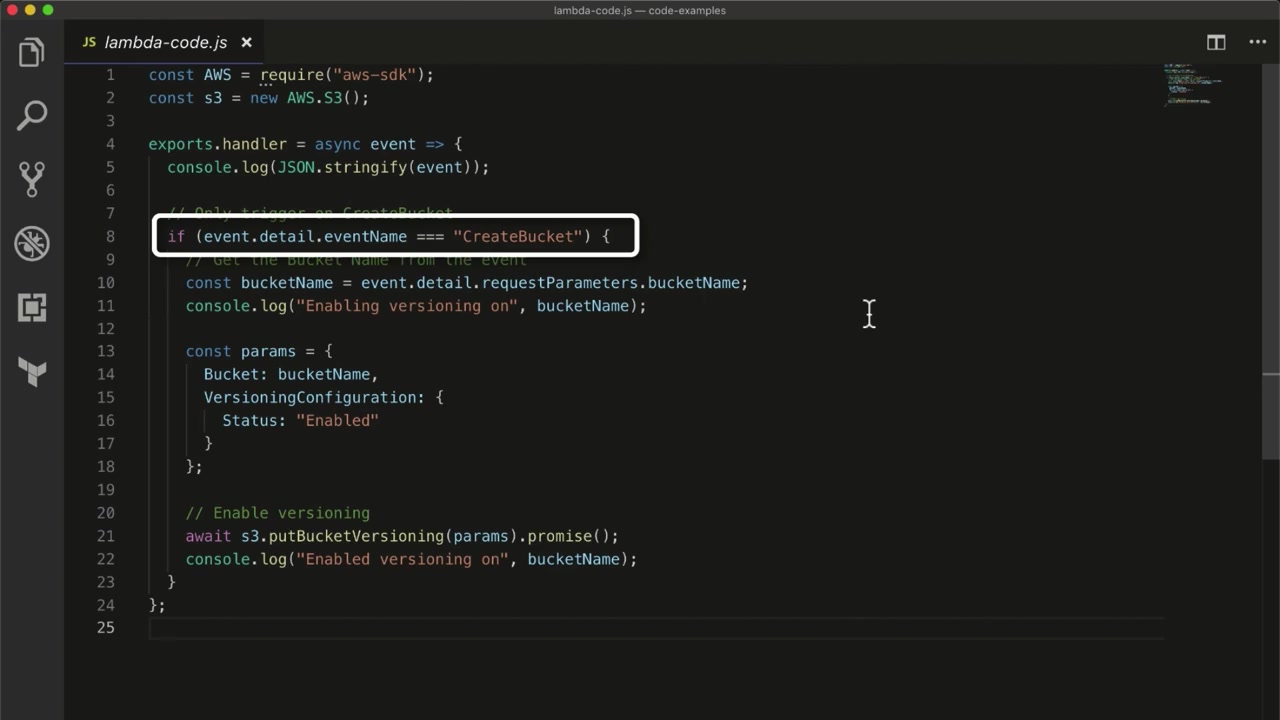 lambda-code.js — code-examples
JS lambda-code.js ×
1 const AWS = require("aws-sdk");
2 const s3 = new AWS.S3();
3
4 exports.handler = async event => {
5 console.log(JSON.stringify(event));
6
7 // Only trigger on CreateBucket
8 if (event.detail.eventName === "CreateBucket") {
9 // Get the Bucket Name from the event
10 const bucketName = event.detail.requestParameters.bucketName;
11 console.log("Enabling versioning on", bucketName);
12
13 const params = {
14 Bucket: bucketName,
15 VersioningConfiguration: {
16 Status: "Enabled"
17 }
18 };
19
20 // Enable versioning
21 await s3.putBucketVersioning(params).promise();
22 console.log("Enabled versioning on", bucketName);
23 }
24 };
25